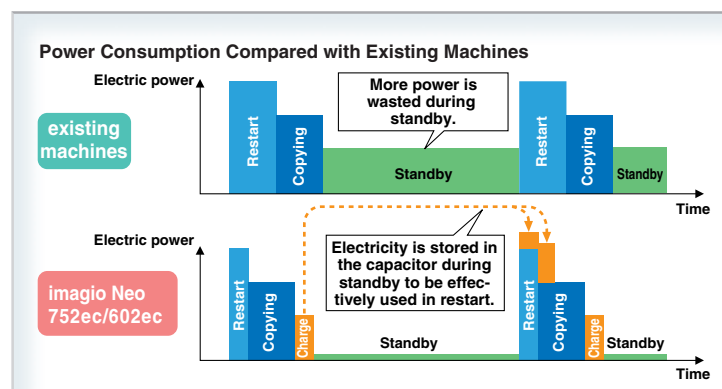 Power Consumption Compared with Existing Machines
Electric power
existing
machines
Restart
Copying
More power is
wasted during
standby.
Standby
Restart
Copying
Standby
Time
Electric power
imagio Neo
752ec/602ec
Restart
Copying
Charge
Electricity is stored in
the capacitor during
standby to be effec-
tively used in restart.
Standby
Restart
Copying
Charge
Standby
Time